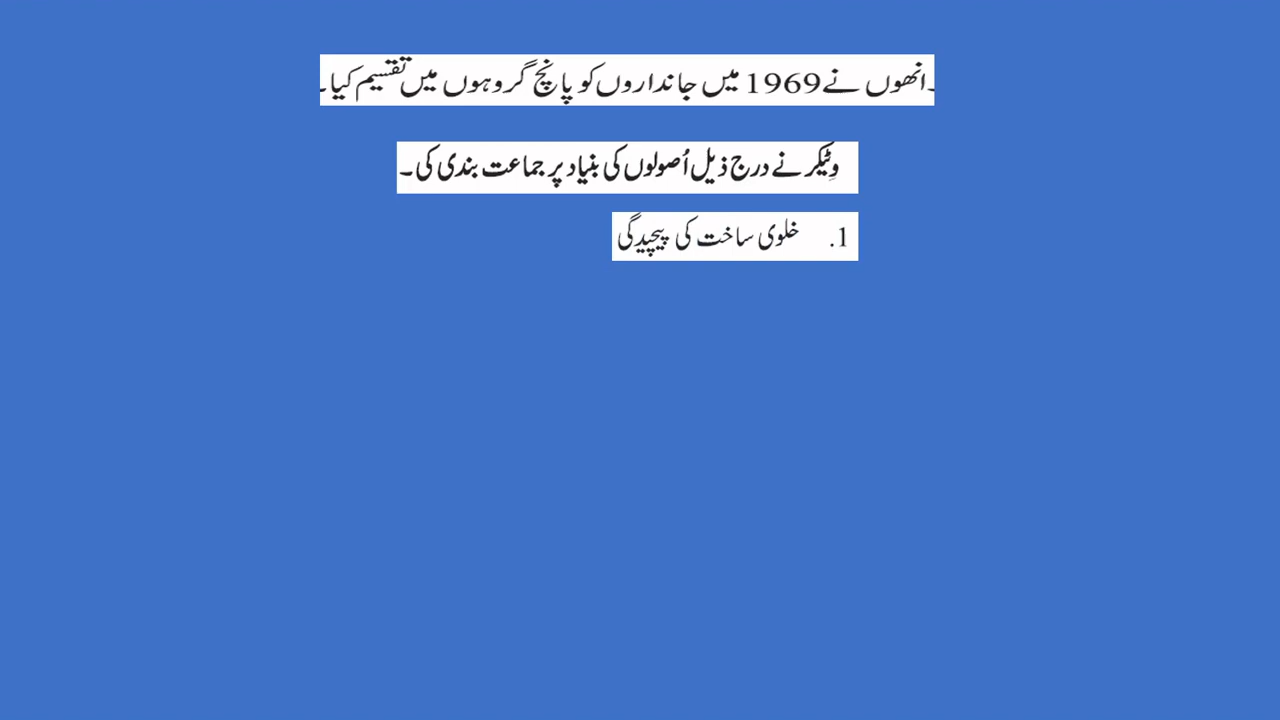 ۔انھوں نے 1969 میں جانداروں کو پانچ گروہوں میں تقسیم کیا۔
وِٹیکر نے درج ذیل اُصولوں کی بنیاد پر جماعت بندی کی۔
1. خلوی ساخت کی پیچیدگی